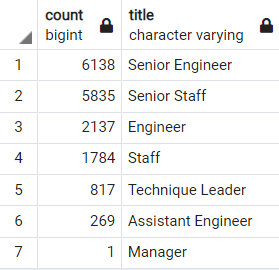 count title
bigint character varying
1 6138 Senior Engineer
2 5835 Senior Staff
3 2137 Engineer
4 1784 Staff
5 817 Technique Leader
6 269 Assistant Engineer
7 1 Manager